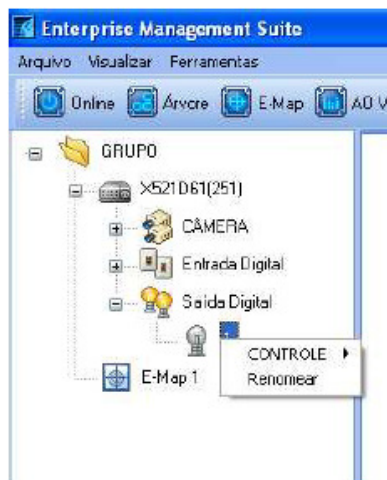 Enterprise Management Suite
Arquivo Visualizar Ferramentas
Online Árvore E-Map AO V
GRUPO
X521D61(251)
CÂMERA
Entrada Digital
Saída Digital
CONTROLE
E-Map 1
Renomear